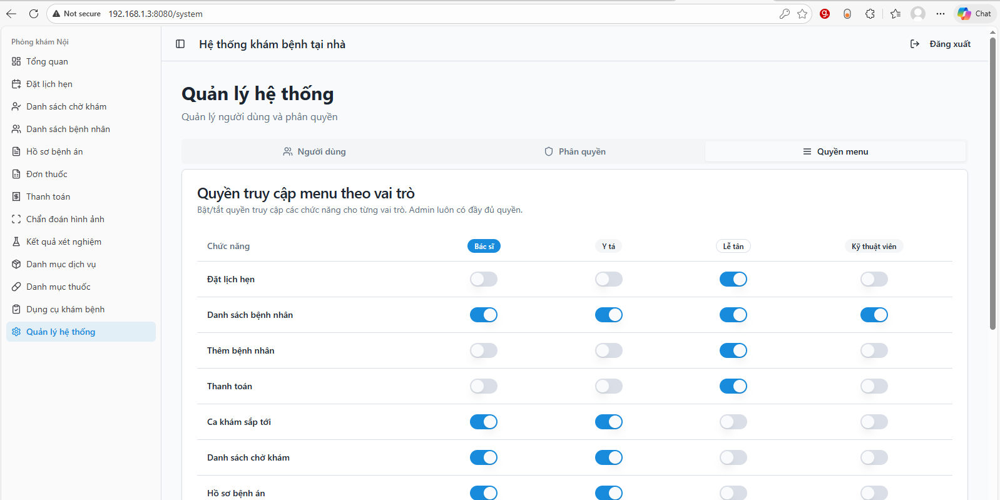 Not secure 192.168.1.3:8080/system
Chat
Phòng khám Nội
Tổng quan
Đặt lịch hẹn
Danh sách chờ khám
Danh sách bệnh nhân
Hồ sơ bệnh án
Đơn thuốc
Thanh toán
Chẩn đoán hình ảnh
Kết quả xét nghiệm
Danh mục dịch vụ
Danh mục thuốc
Dụng cụ khám bệnh
Quản lý hệ thống
Hệ thống khám bệnh tại nhà
Đăng xuất
Quản lý hệ thống
Quản lý người dùng và phân quyền
Người dùng
Phân quyền
Quyền menu
Quyền truy cập menu theo vai trò
Bật/tắt quyền truy cập các chức năng cho từng vai trò. Admin luôn có đầy đủ quyền.
Chức năng Bác sĩ Y tá Lễ tân Kỹ thuật viên
Đặt lịch hẹn
Danh sách bệnh nhân
Thêm bệnh nhân
Thanh toán
Ca khám sắp tới
Danh sách chờ khám
Hồ sơ bệnh án